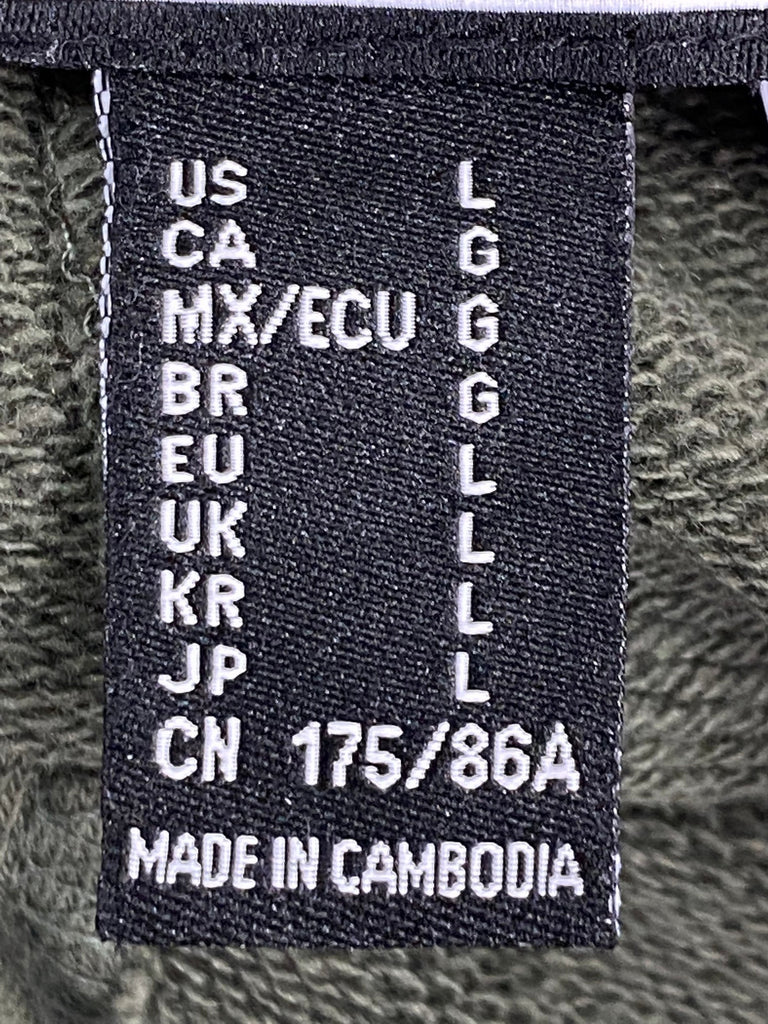 US L
CA G
MX/ECU G
BR G
EU L
UK L
KR L
JP L
CN 175/86A
MADE IN CAMBODIA